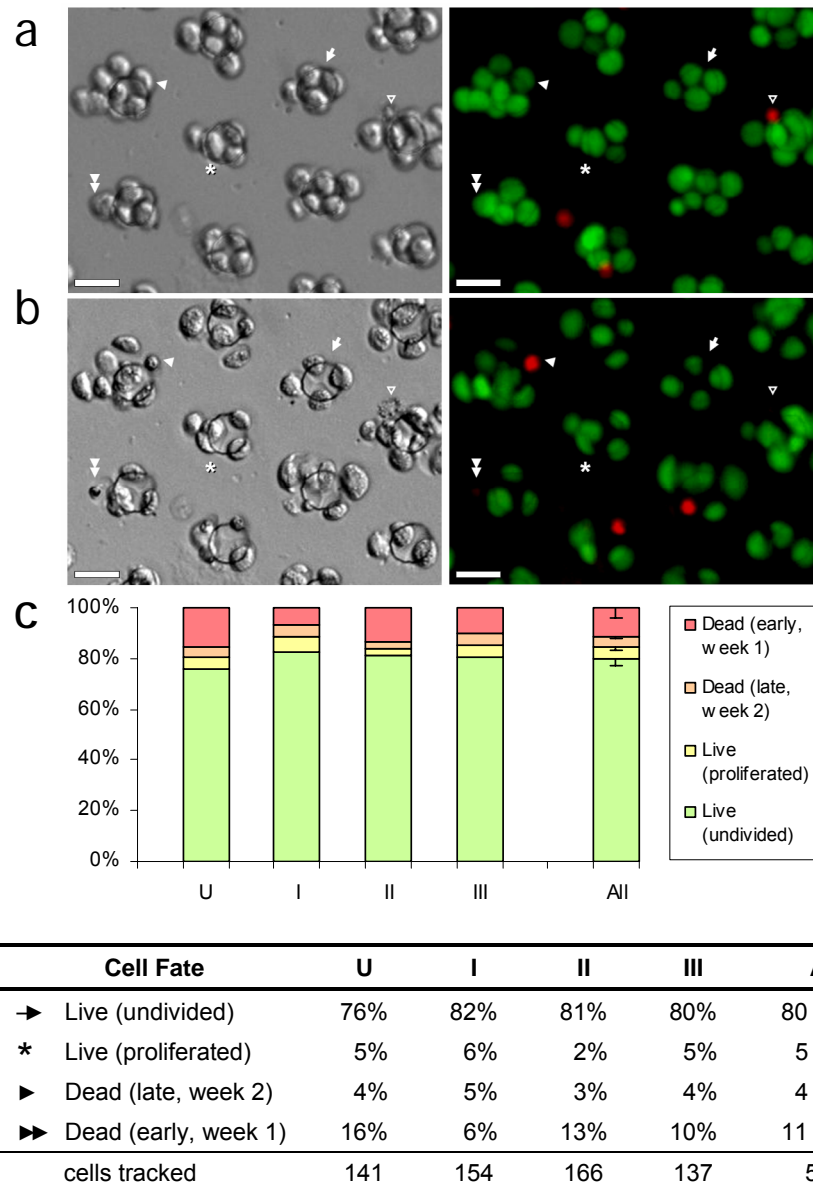 a
*
*
b
*
*
c
100%
80%
60%
40%
20%
0%
U I II III All
Dead (early,
week 1)
Dead (late,
week 2)
Live
(proliferated)
Live
(undivided)
Cell Fate U I II III
Live (undivided) 76% 82% 81% 80% 80
* Live (proliferated) 5% 6% 2% 5% 5
Dead (late, week 2) 4% 5% 3% 4% 4
Dead (early, week 1) 16% 6% 13% 10% 11
cells tracked 141 154 166 137 5